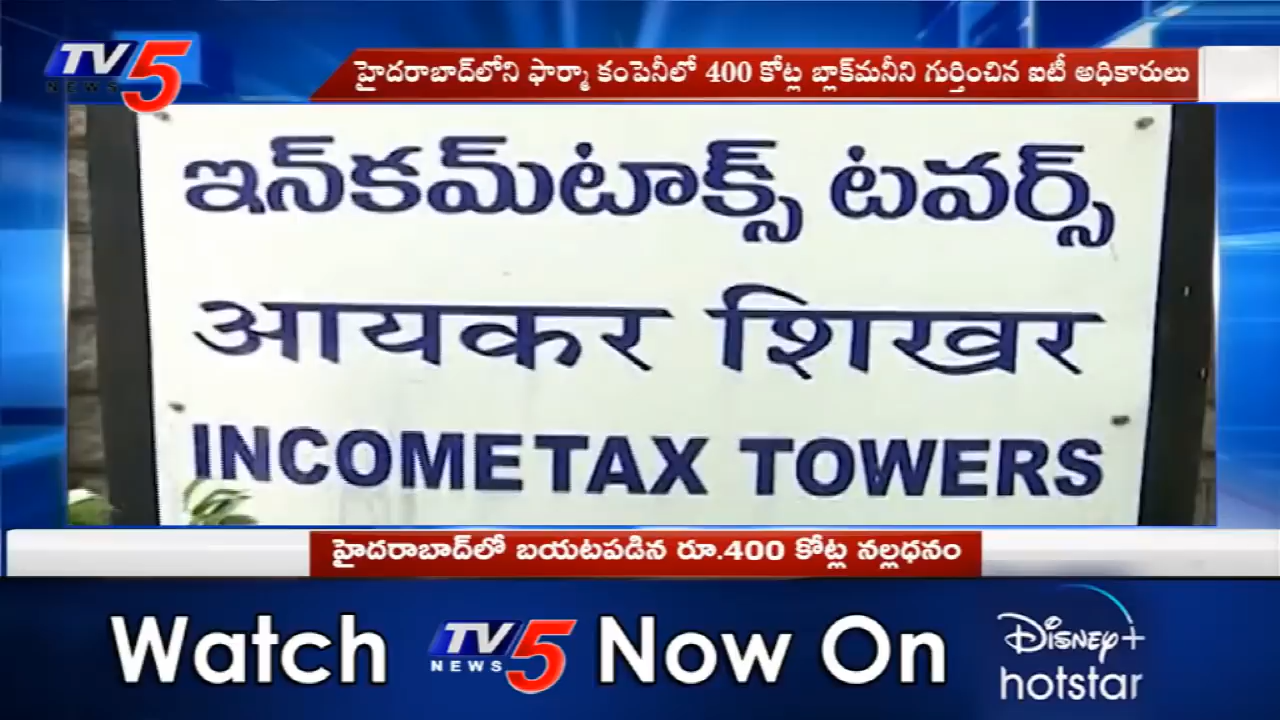 TV5
NEWS
హైదరాబాద్‌లోని ఫార్మా కంపెనీలో 400 కోట్ల బ్లాక్‌మనీని గుర్తించిన ఐటీ అధికారులు
ఇన్‌కమ్‌టాక్స్ టవర్స్
आयकर शिखर
INCOMETAX TOWERS
హైదరాబాద్‌లో బయటపడిన రూ.400 కోట్ల నల్లధనం
Watch TV5 NEWS Now On Disney+ hotstar